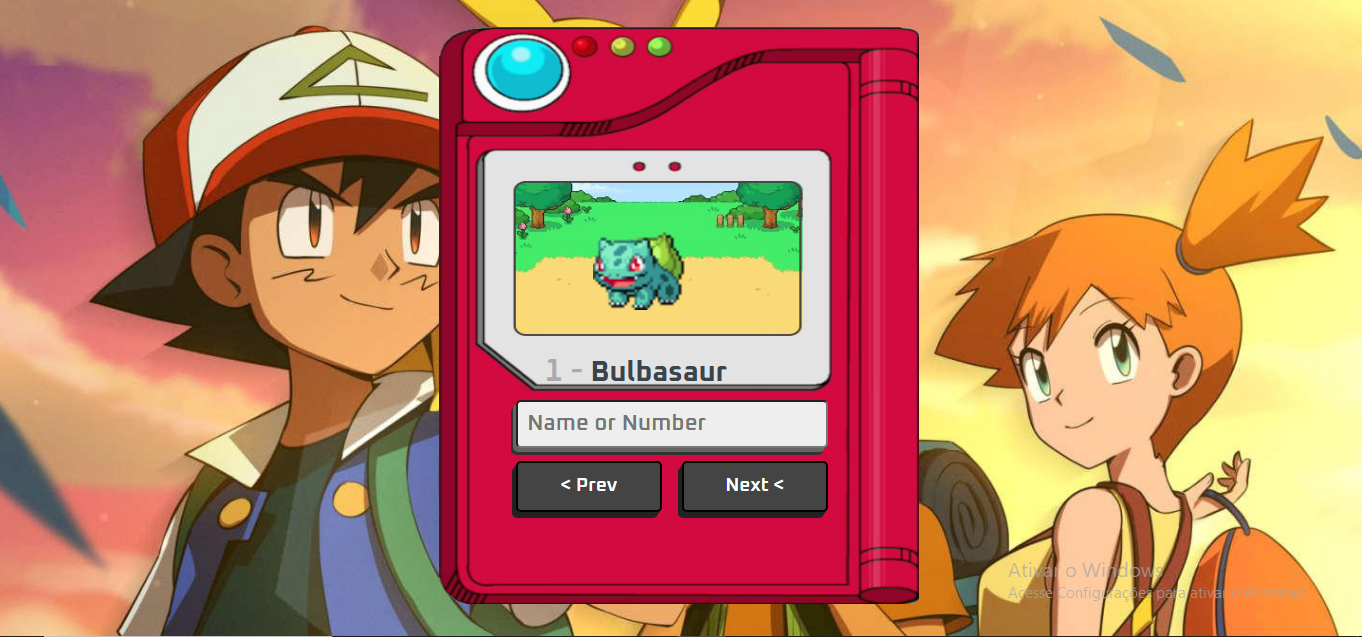 1 - Bulbasaur
Name or Number
< Prev
Next <
Ativar o Windows
Acesse Configurações para ativar o Windows.